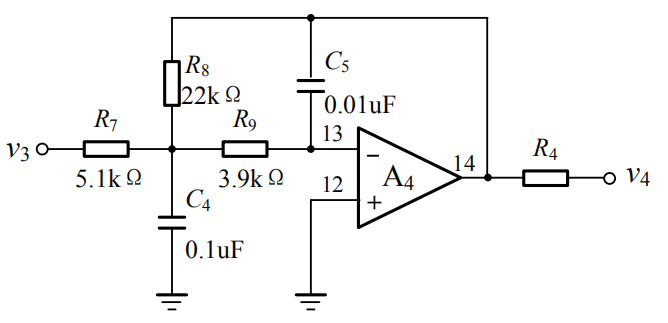 R8
22k Ω
C5
0.01uF
R7
R9
13
v3
5.1k Ω
3.9k Ω
−
A4
14
R4
v4
12
+
C4
0.1uF